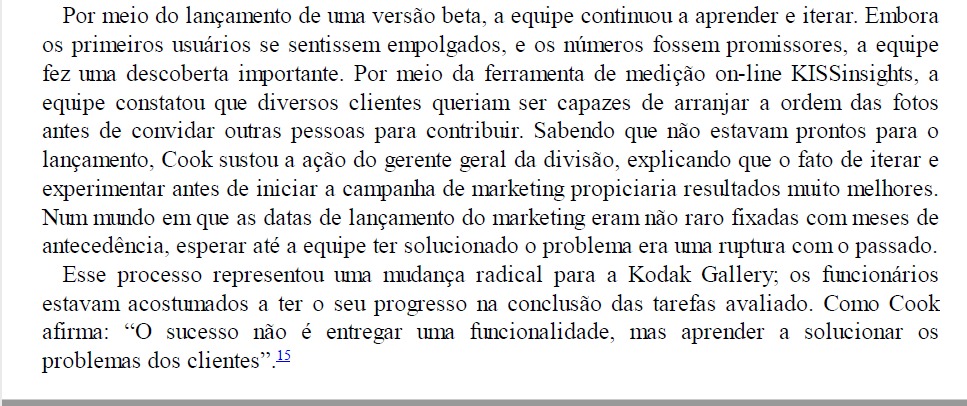 Por meio do lançamento de uma versão beta, a equipe continuou a aprender e iterar. Embora
os primeiros usuários se sentissem empolgados, e os números fossem promissores, a equipe
fez uma descoberta importante. Por meio da ferramenta de medição on-line KISSinsights, a
equipe constatou que diversos clientes queriam ser capazes de arranjar a ordem das fotos
antes de convidar outras pessoas para contribuir. Sabendo que não estavam prontos para o
lançamento, Cook sustou a ação do gerente geral da divisão, explicando que o fato de iterar e
experimentar antes de iniciar a campanha de marketing propiciaria resultados muito melhores.
Num mundo em que as datas de lançamento do marketing eram não raro fixadas com meses de
antecedência, esperar até a equipe ter solucionado o problema era uma ruptura com o passado.
Esse processo representou uma mudança radical para a Kodak Gallery; os funcionários
estavam acostumados a ter o seu progresso na conclusão das tarefas avaliado. Como Cook
afirma: “O sucesso não é entregar uma funcionalidade, mas aprender a solucionar os
problemas dos clientes”.15